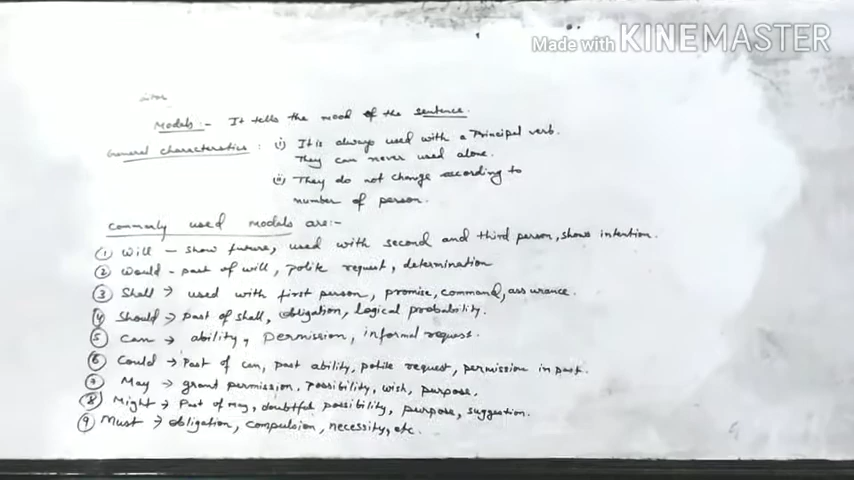 Made with KINEMASTER
Modals:- It tells the mood of the sentence.
General characteristics : (i) It is always used with a Principal verb.
They can never used alone.
(ii) They do not change according to
number of person.
Commonly used modals are:-
(1) Will - show future, used with second and third person, shows intention.
(2) Would - past of will, polite request, determination
(3) Shall → used with first person, promise, command, assurance.
(4) Should → past of shall, obligation, logical probability.
(5) Can → ability, permission, informal request.
(6) Could → Past of can, past ability, polite request, permission in past.
(7) May → grant permission, possibility, wish, purpose.
(8) Might → Past of May, doubtful possibility, purpose, suggestion.
(9) Must → obligation, compulsion, necessity, etc.